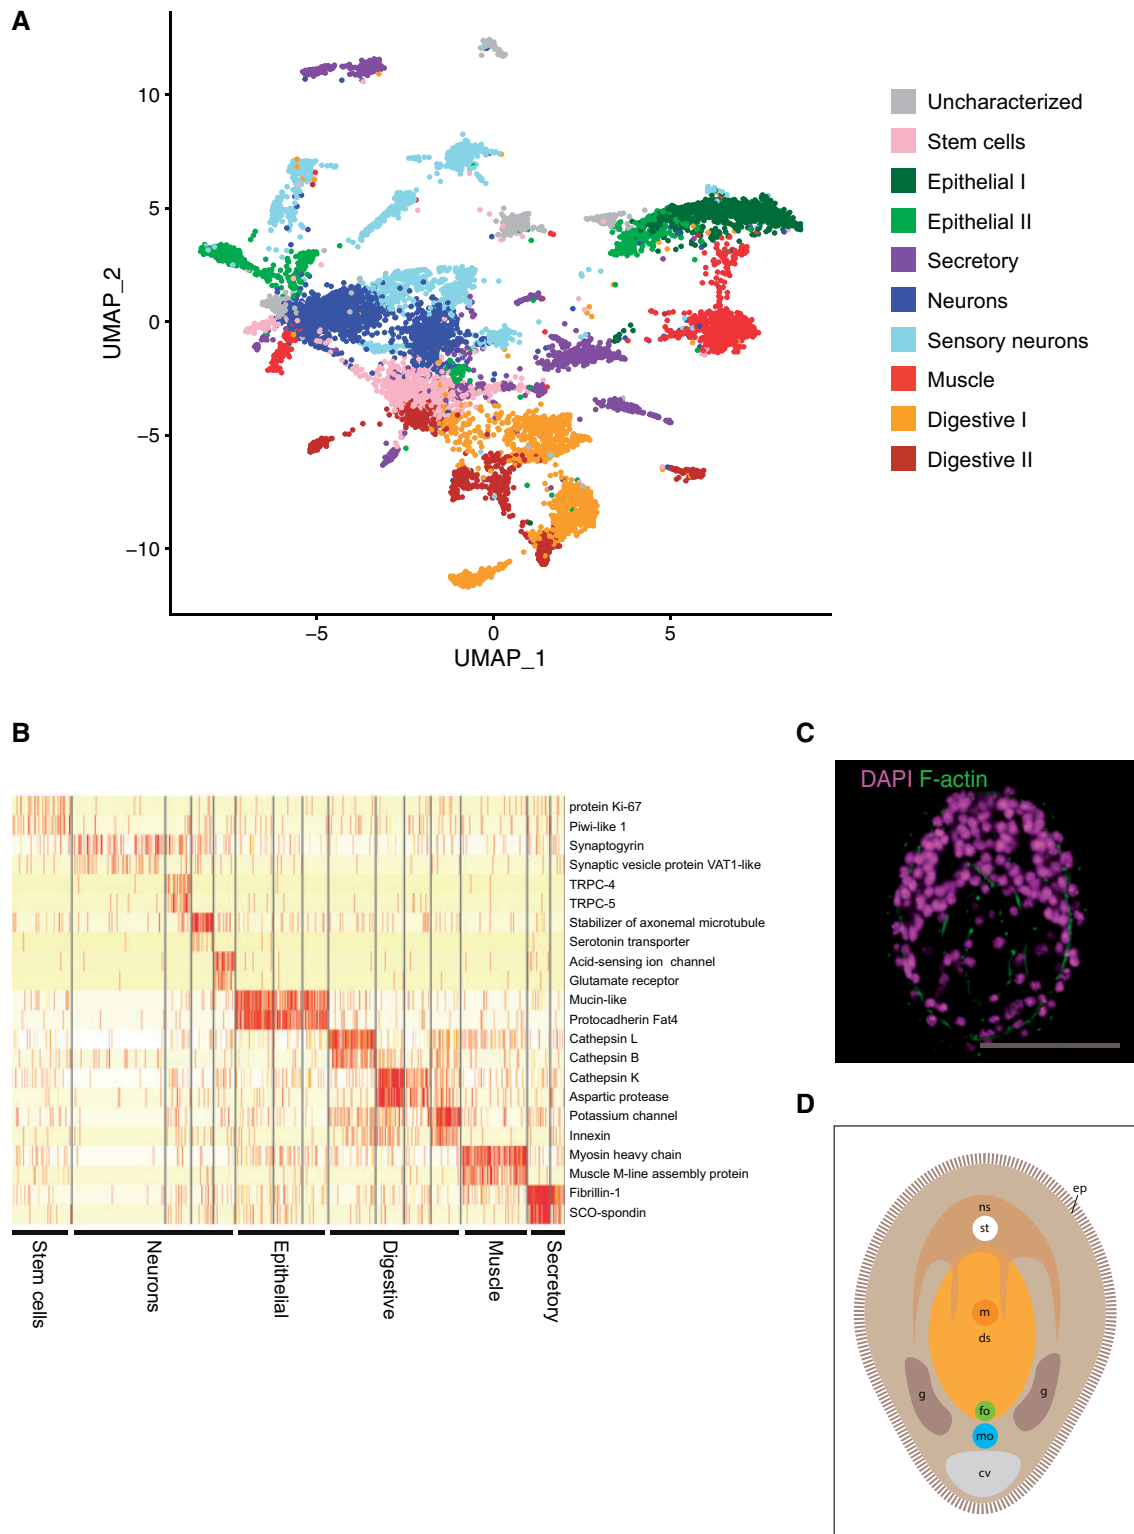 A
10
5
0
−5
−10
UMAP_2
−5
0
5
UMAP_1
Uncharacterized
Stem cells
Epithelial I
Epithelial II
Secretory
Neurons
Sensory neurons
Muscle
Digestive I
Digestive II
B
protein Ki-67
Piwi-like 1
Synaptogyrin
Synaptic vesicle protein VAT1-like
TRPC-4
TRPC-5
Stabilizer of axonemal microtubule
Serotonin transporter
Acid-sensing ion channel
Glutamate receptor
Mucin-like
Protocadherin Fat4
Cathepsin L
Cathepsin B
Cathepsin K
Aspartic protease
Potassium channel
Innexin
Myosin heavy chain
Muscle M-line assembly protein
Fibrillin-1
SCO-spondin
Stem cells
Neurons
Epithelial
Digestive
Muscle
Secretory
C
DAPI F-actin
D
ep
ns
st
m
ds
g
g
fo
mo
cv